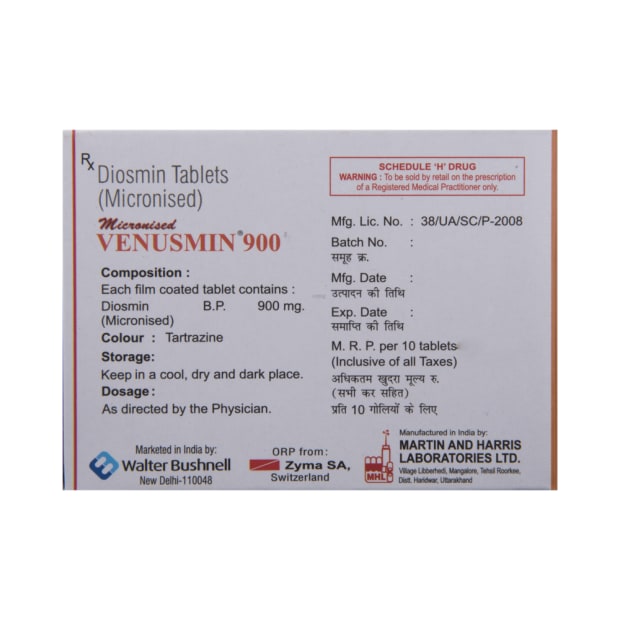 Rx Diosmin Tablets
(Micronised)
Micronised
VENUSMIN® 900
Composition :
Each film coated tablet contains :
Diosmin B.P. 900 mg.
(Micronised)
Colour : Tartrazine
Storage:
Keep in a cool, dry and dark place.
Dosage:
As directed by the Physician.
SCHEDULE 'H' DRUG
WARNING : To be sold by retail on the prescription
of a Registered Medical Practitioner only.
Mfg. Lic. No. : 38/UA/SC/P-2008
Batch No. :
समूह क्र.
Mfg. Date :
उत्पादन की तिथि
Exp. Date :
समाप्ति की तिथि
M. R. P. per 10 tablets
(Inclusive of all Taxes)
अधिकतम खुदरा मूल्य रु.
(सभी कर सहित)
प्रति 10 गोलियों के लिए
Marketed in India by:
Walter Bushnell
New Delhi-110048
ORP from:
Zyma SA,
Switzerland
MHL
Manufactured in India by:
MARTIN AND HARRIS
LABORATORIES LTD.
Village Libberhedi, Mangalore, Tehsil Roorkee,
Distt. Haridwar, Uttarakhand